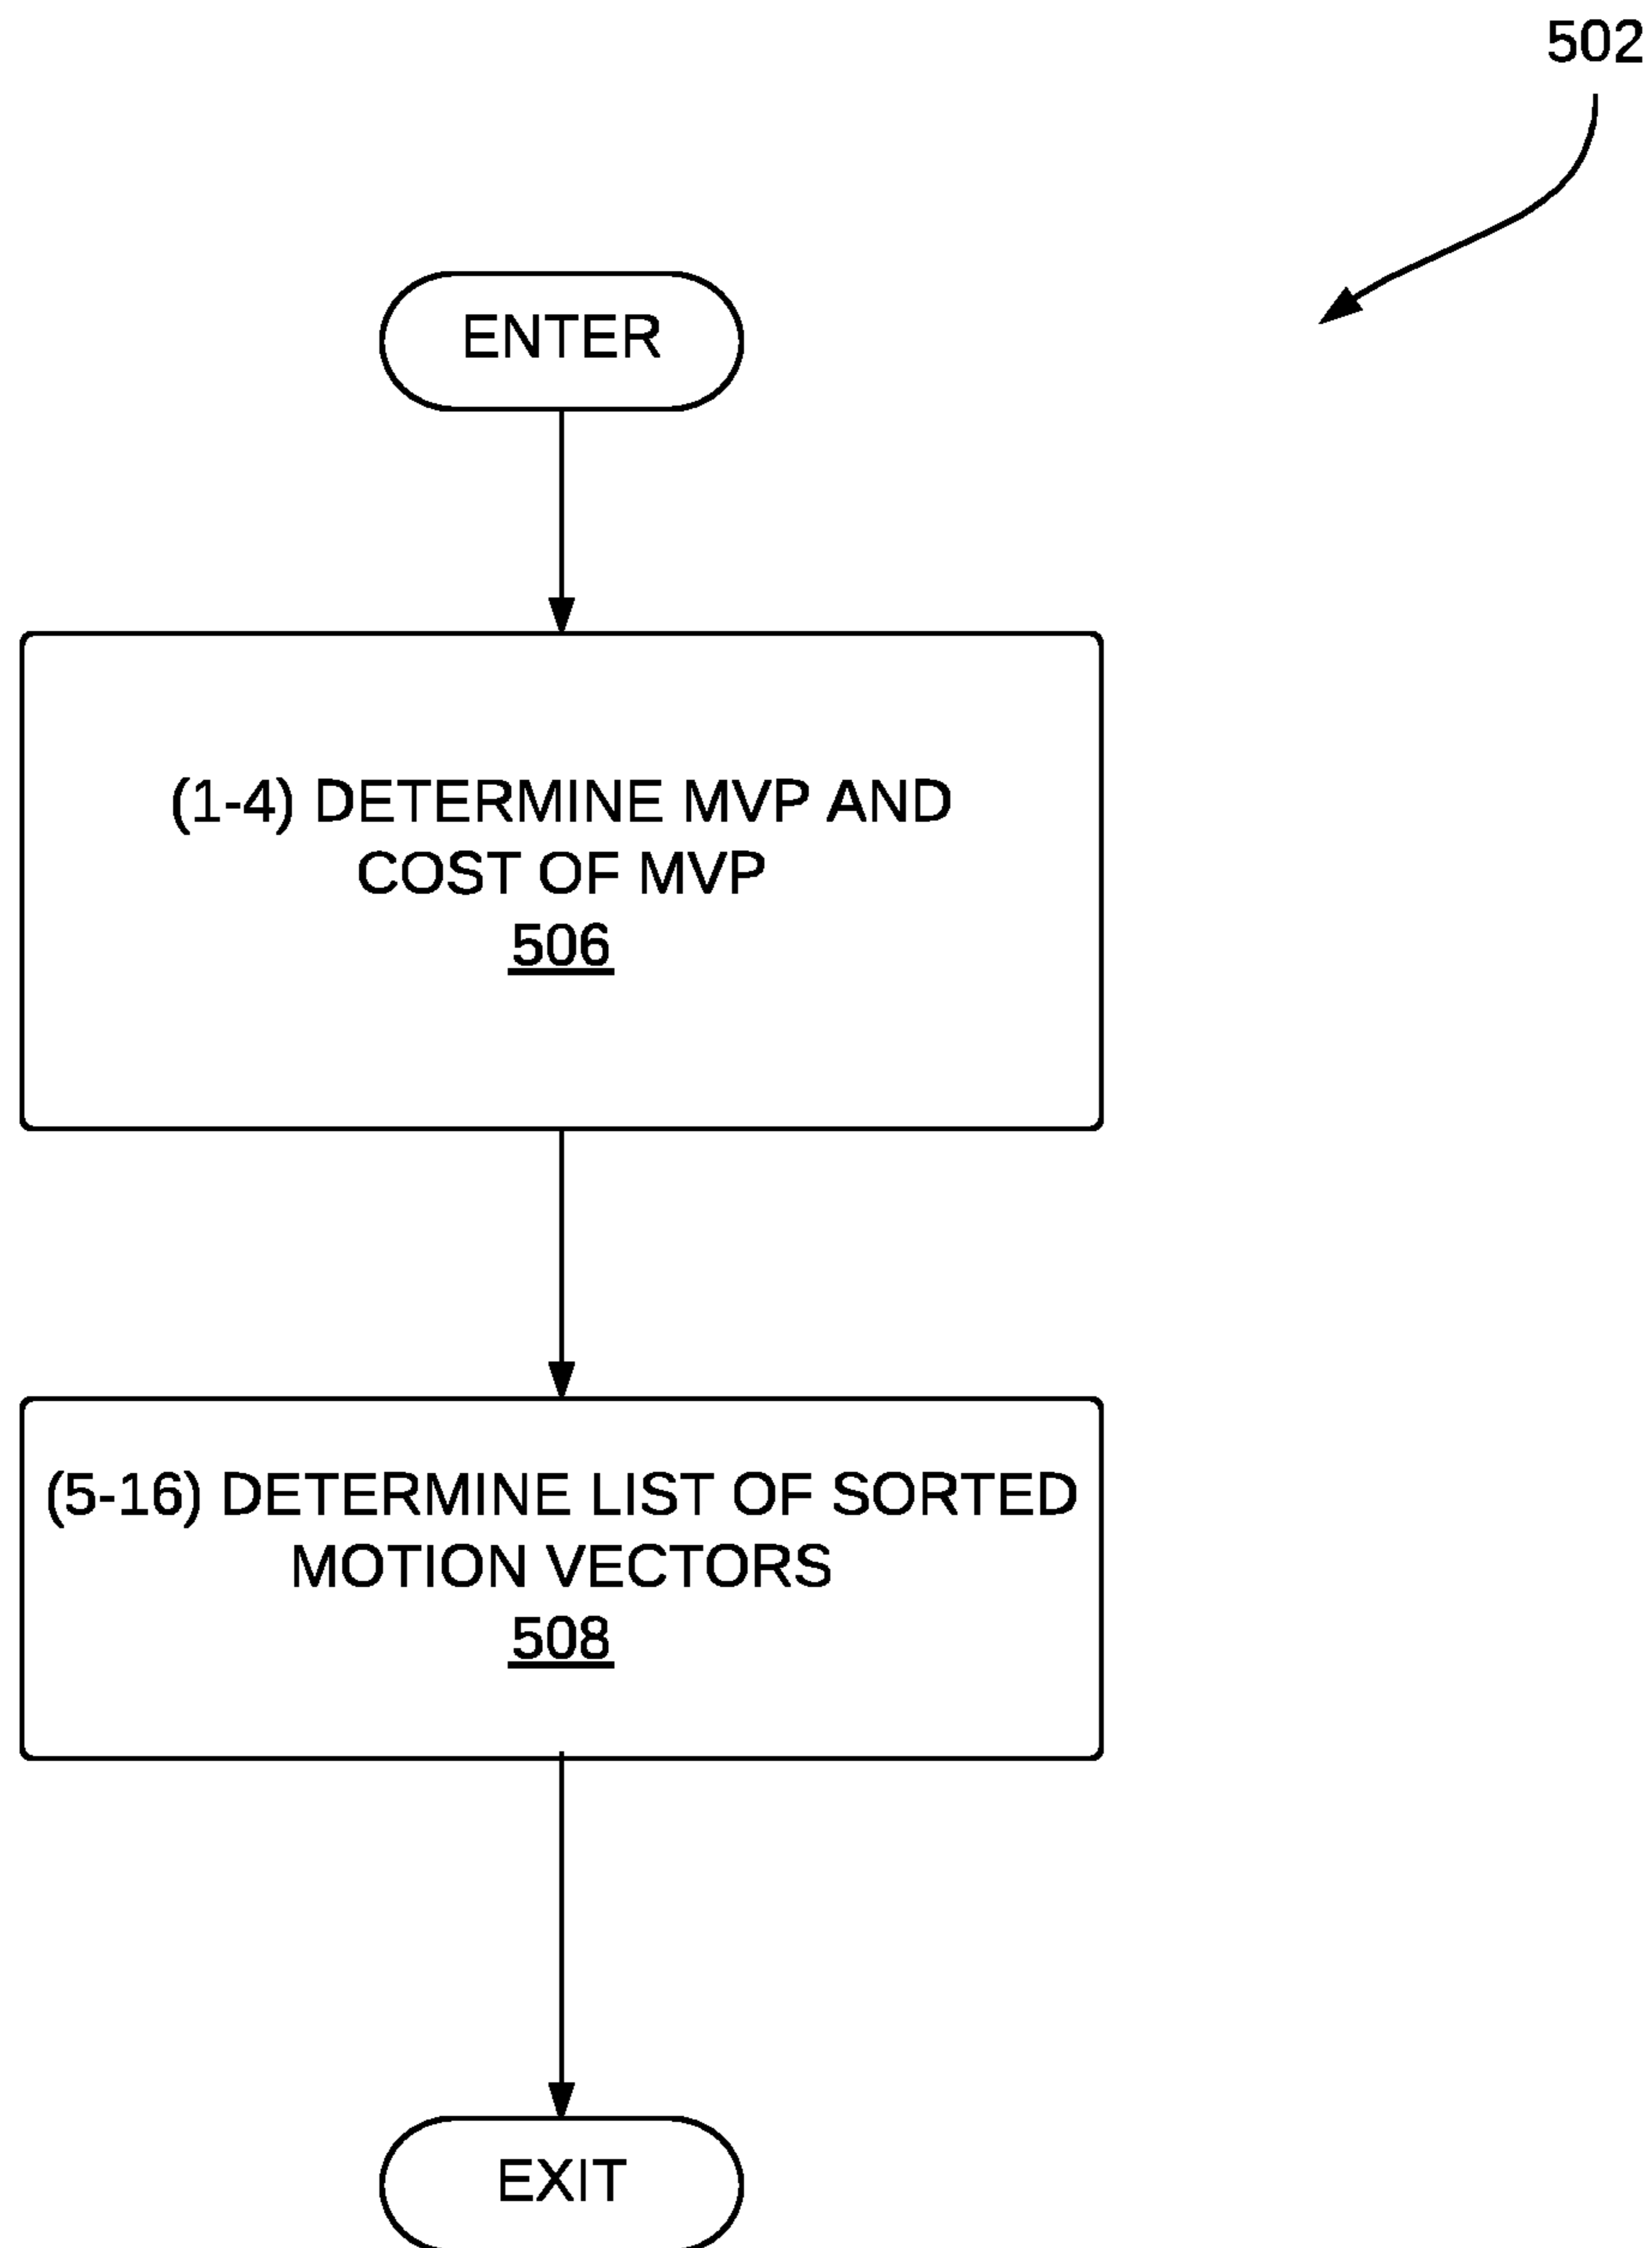 502
ENTER
(1-4) DETERMINE MVP AND
COST OF MVP
506
(5-16) DETERMINE LIST OF SORTED
MOTION VECTORS
508
EXIT